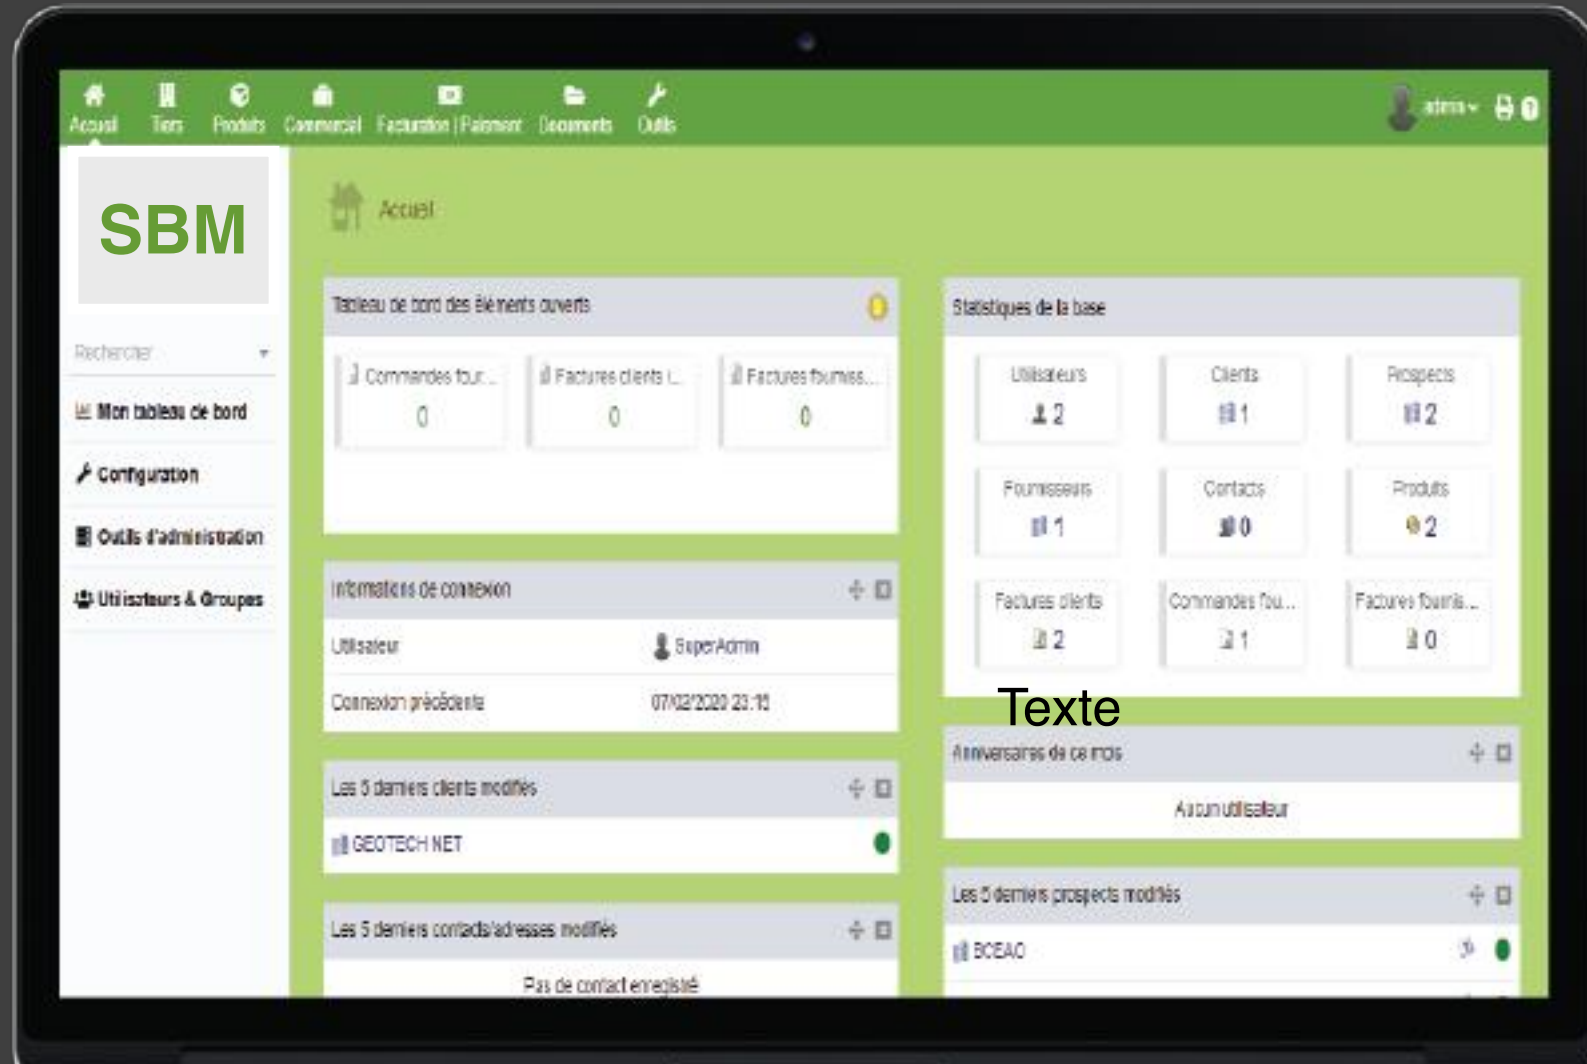 Accueil Tiers Produits Commercial Facturation | Paiement Documents Outils admin
SBM
Rechercher
Mon tableau de bord
Configuration
Outils d'administration
Utilisateurs & Groupes
Accueil
Tableau de bord des éléments ouverts
Commandes four... Factures clients i... Factures fourniss...
0 0 0
Informations de connexion
Utilisateur SuperAdmin
Connexion précédente 07/02/2020 23:15
Les 5 derniers clients modifiés
GEOTECH NET
Les 5 derniers contacts/adresses modifiés
Pas de contact enregistré
Statistiques de la base
Utilisateurs Clients Prospects
2 1 2
Fournisseurs Contacts Produits
1 0 2
Factures clients Commandes fou... Factures fournis...
2 1 0
Texte
Anniversaires de ce mois
Aucun utilisateur
Les 5 derniers prospects modifiés
BCEAO